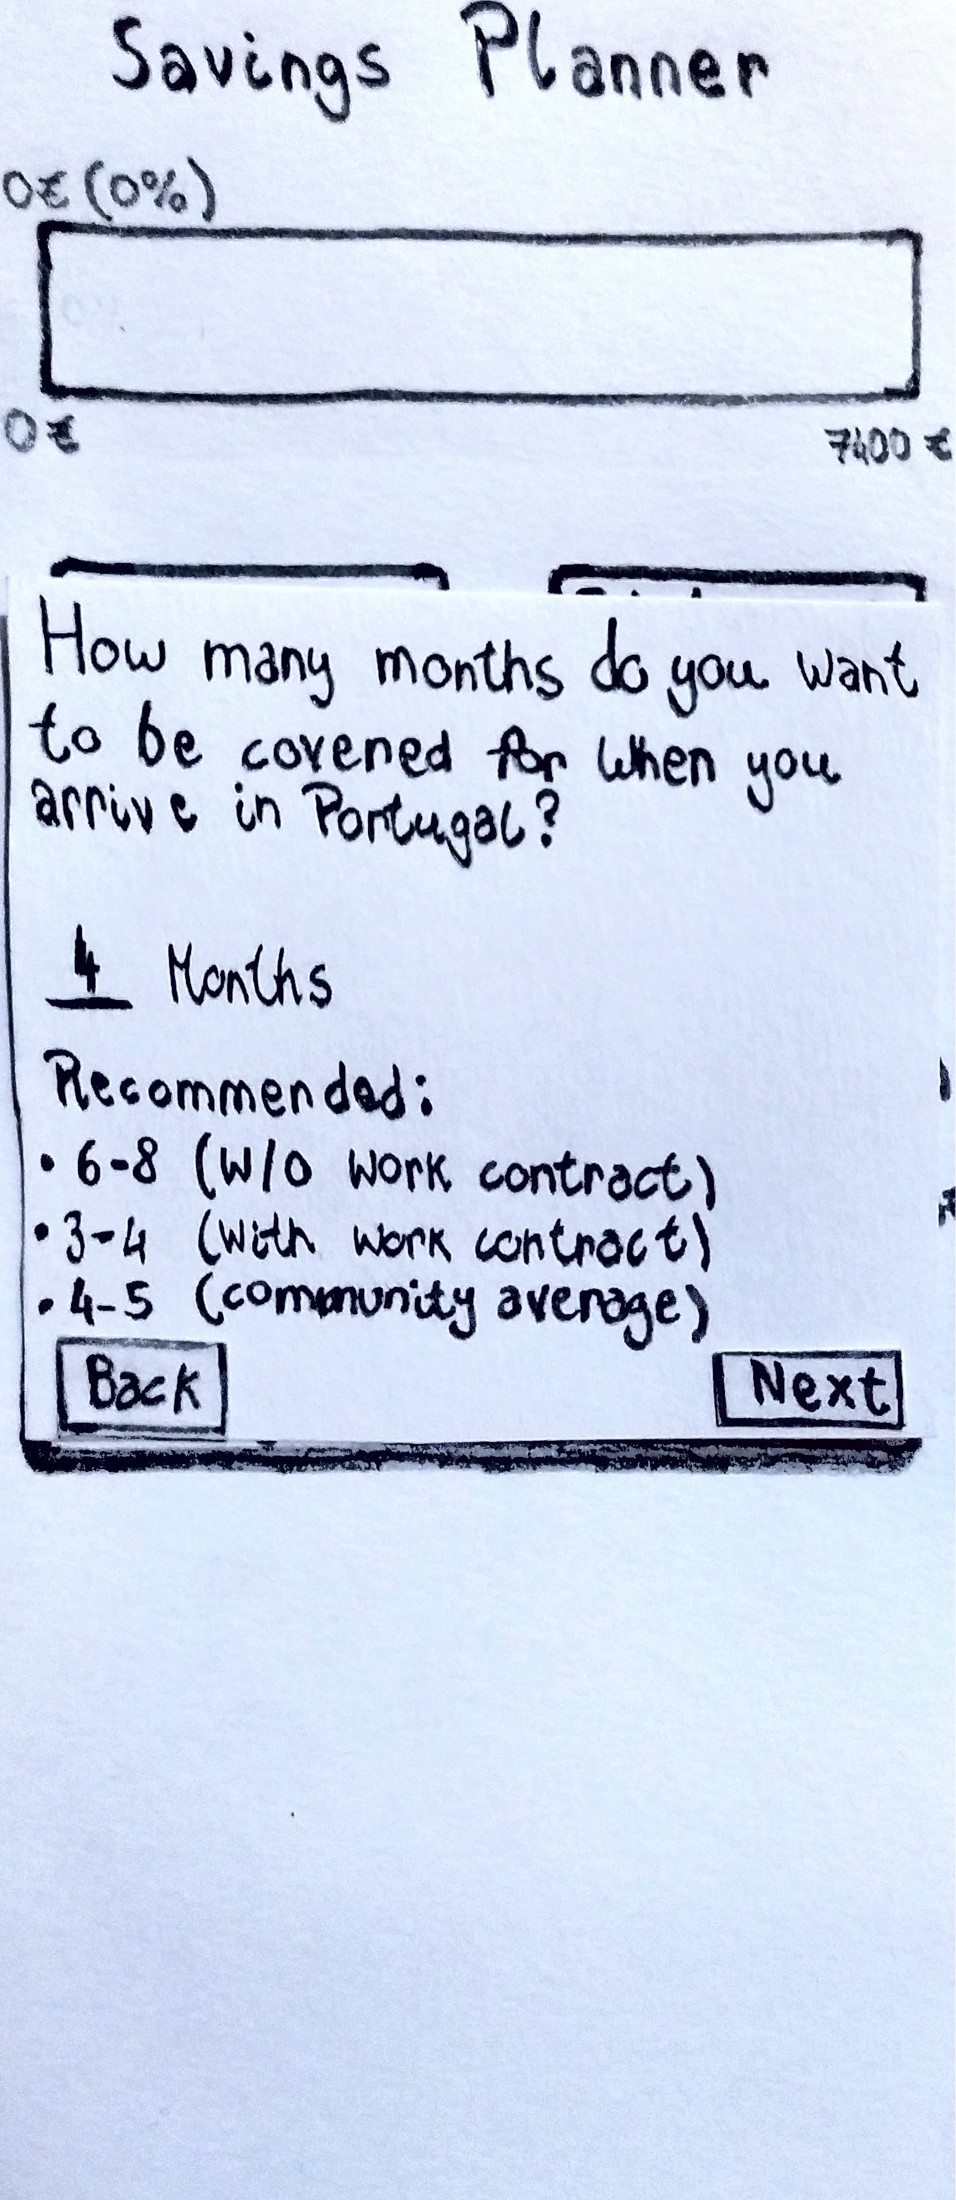 Savings Planner
0€ (0%)
0€
7400 €
How many months do you want
to be covered for when you
arrive in Portugal?
4 Months
Recommended:
• 6-8 (w/o work contract)
• 3-4 (with work contract)
• 4-5 (community average)
Back
Next